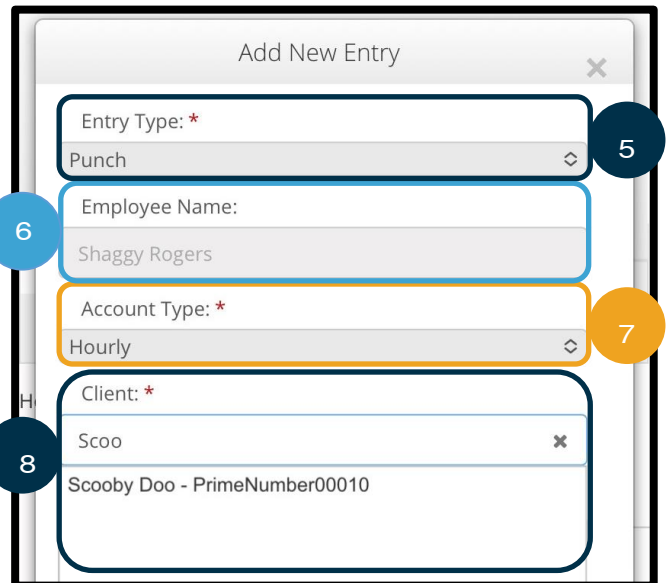 Add New Entry
×
Entry Type: *
Punch
5
Employee Name:
6
Shaggy Rogers
Account Type: *
7
Hourly
Client: *
Scoo
8
Scooby Doo - PrimeNumber00010